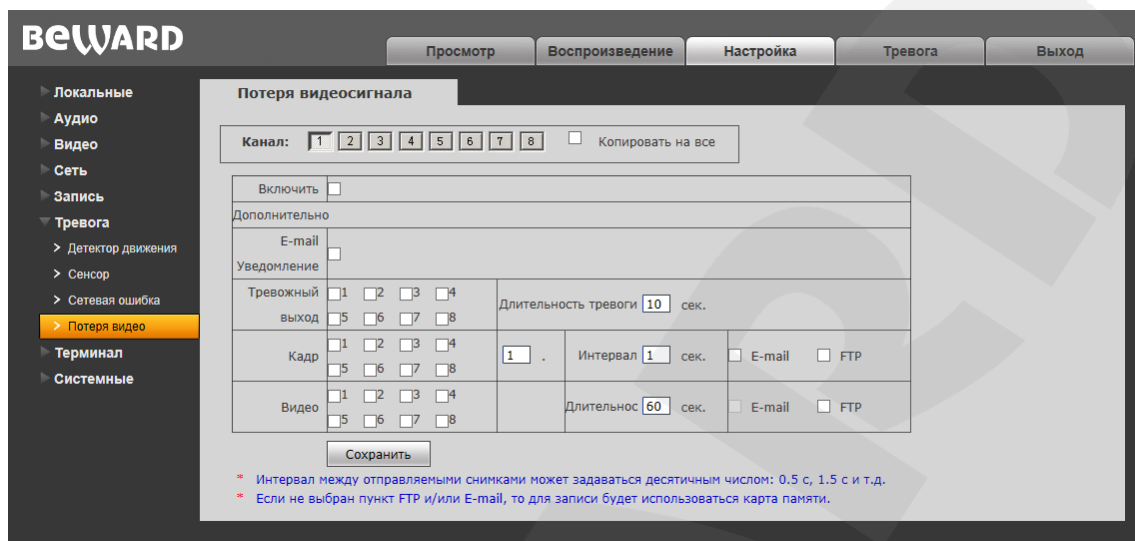 BEWARD
Просмотр Воспроизведение Настройка Тревога Выход
Локальные
Аудио
Видео
Сеть
Запись
Тревога
> Детектор движения
> Сенсор
> Сетевая ошибка
> Потеря видео
Терминал
Системные
Потеря видеосигнала
Канал: 1 2 3 4 5 6 7 8 Копировать на все
Включить
Дополнительно
E-mail
Уведомление
Тревожный выход 1 2 3 4
5 6 7 8
Длительность тревоги 10 сек.
Кадр 1 2 3 4
5 6 7 8
1 . Интервал 1 сек. E-mail FTP
Видео 1 2 3 4
5 6 7 8
Длительнос 60 сек. E-mail FTP
Сохранить
* Интервал между отправляемыми снимками может задаваться десятичным числом: 0.5 с, 1.5 с и т.д.
* Если не выбран пункт FTP и/или E-mail, то для записи будет использоваться карта памяти.